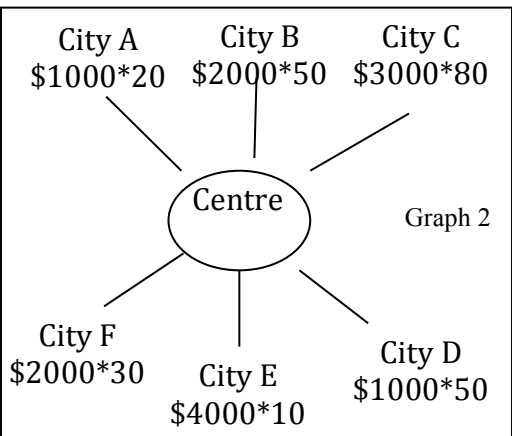 City A
$1000*20
City B
$2000*50
City C
$3000*80
Centre
Graph 2
City F
$2000*30
City E
$4000*10
City D
$1000*50